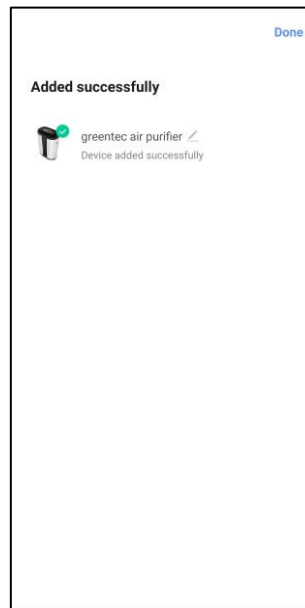 Done
Added successfully
greentec air purifier
Device added successfully